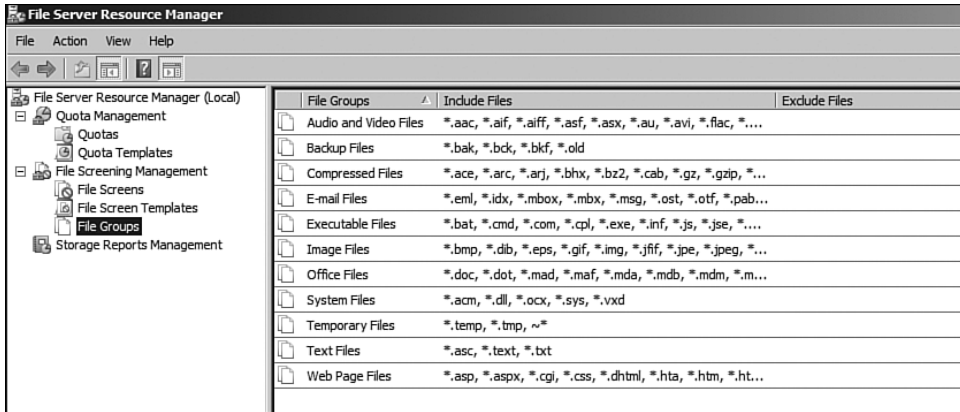 File Server Resource Manager
File Action View Help
File Server Resource Manager (Local)
Quota Management
Quotas
Quota Templates
File Screening Management
File Screens
File Screen Templates
File Groups
Storage Reports Management
File Groups Include Files Exclude Files
Audio and Video Files *.aac, *.aif, *.aiff, *.asf, *.asx, *.au, *.avi, *.flac, *....
Backup Files *.bak, *.bck, *.bkf, *.old
Compressed Files *.ace, *.arc, *.arj, *.bhx, *.bz2, *.cab, *.gz, *.gzip, *...
E-mail Files *.eml, *.idx, *.mbox, *.mbx, *.msg, *.ost, *.otf, *.pab...
Executable Files *.bat, *.cmd, *.com, *.cpl, *.exe, *.inf, *.js, *.jse, *....
Image Files *.bmp, *.dib, *.eps, *.gif, *.img, *.jfif, *.jpe, *.jpeg, *...
Office Files *.doc, *.dot, *.mad, *.maf, *.mda, *.mdb, *.mdm, *.m...
System Files *.acm, *.dll, *.ocx, *.sys, *.vxd
Temporary Files *.temp, *.tmp, ~*
Text Files *.asc, *.text, *.txt
Web Page Files *.asp, *.aspx, *.cgi, *.css, *.dhtml, *.hta, *.htm, *.ht...